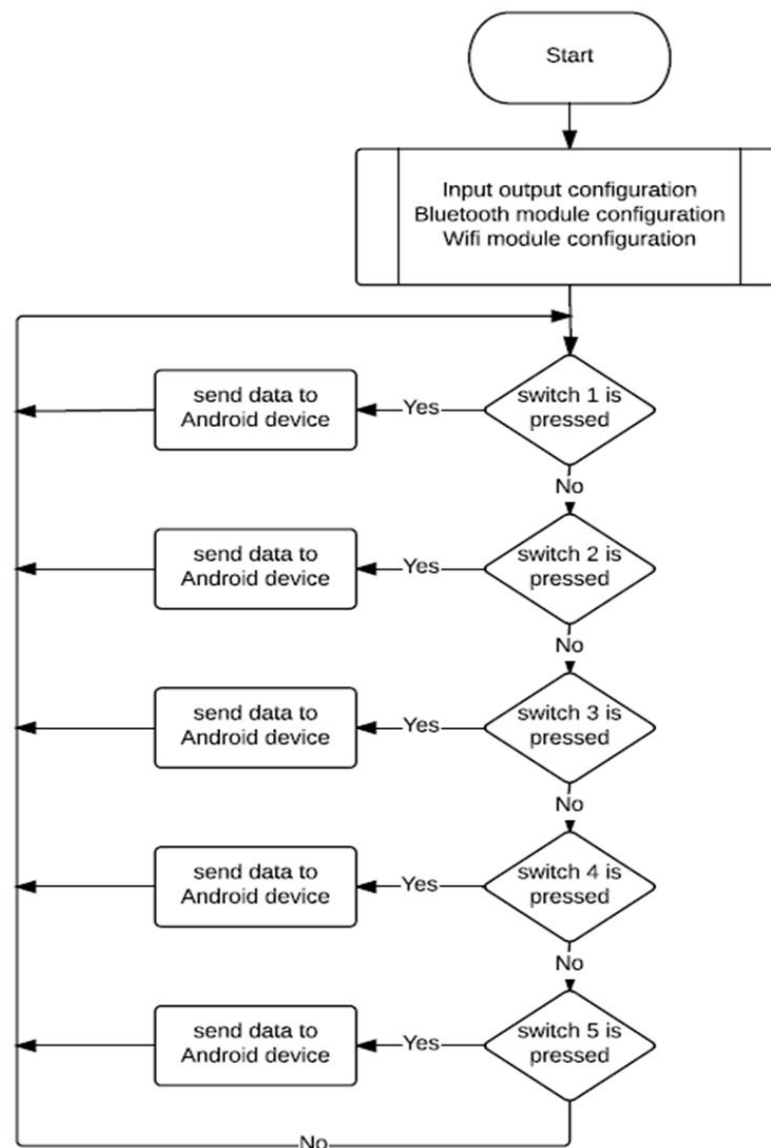 Start
Input output configuration
Bluetooth module configuration
Wifi module configuration
send data to
Android device
Yes
switch 1 is
pressed
No
send data to
Android device
Yes
switch 2 is
pressed
No
send data to
Android device
Yes
switch 3 is
pressed
No
send data to
Android device
Yes
switch 4 is
pressed
No
send data to
Android device
Yes
switch 5 is
pressed
No